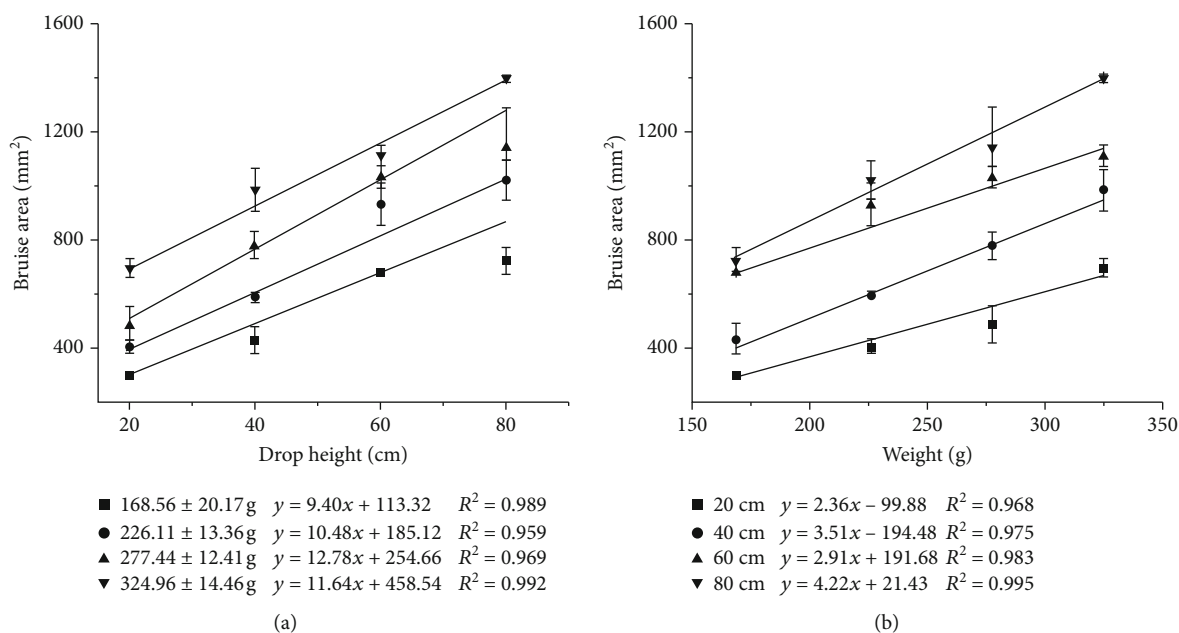 1600
1200
800
400
Bruise area (mm²)
20 40 60 80
Drop height (cm)
■ 168.56 ± 20.17 g y = 9.40x + 113.32 R² = 0.989
● 226.11 ± 13.36 g y = 10.48x + 185.12 R² = 0.959
▲ 277.44 ± 12.41 g y = 12.78x + 254.66 R² = 0.969
▼ 324.96 ± 14.46 g y = 11.64x + 458.54 R² = 0.992
(a)
1600
1200
800
400
Bruise area (mm²)
150 200 250 300 350
Weight (g)
■ 20 cm y = 2.36x – 99.88 R² = 0.968
● 40 cm y = 3.51x – 194.48 R² = 0.975
▲ 60 cm y = 2.91x + 191.68 R² = 0.983
▼ 80 cm y = 4.22x + 21.43 R² = 0.995
(b)